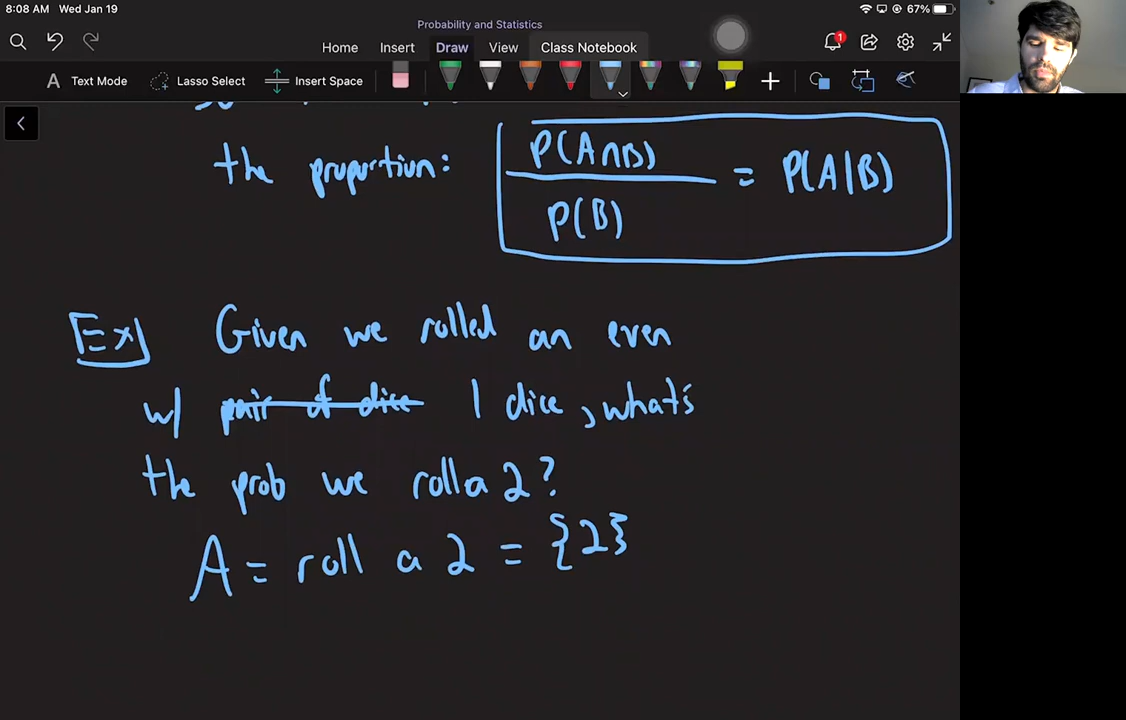 8:08 AM Wed Jan 19
67%
Probability and Statistics
Home Insert Draw View Class Notebook
1
A Text Mode Lasso Select Insert Space
the proportion: P(A∩B) / P(B) = P(A|B)
Ex Given we rolled an even
w/ pair of dice 1 dice, what's
the prob we roll a 2?
A = roll a 2 = {2}